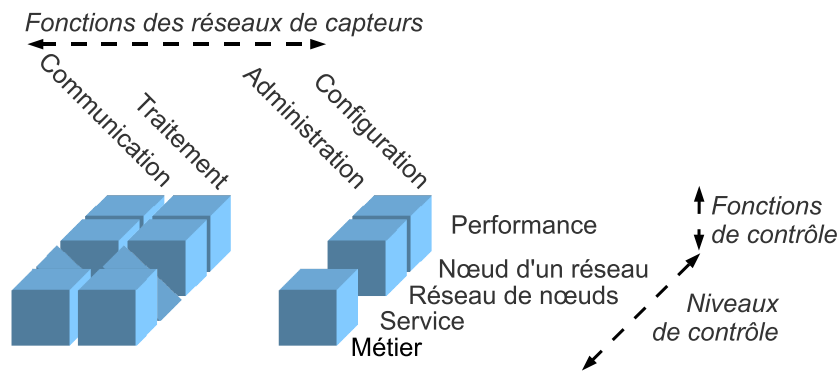 Fonctions des réseaux de capteurs
Communication
Traitement
Administration
Configuration
Performance
Fonctions
de contrôle
Nœud d'un réseau
Réseau de nœuds
Service
Métier
Niveaux
de contrôle